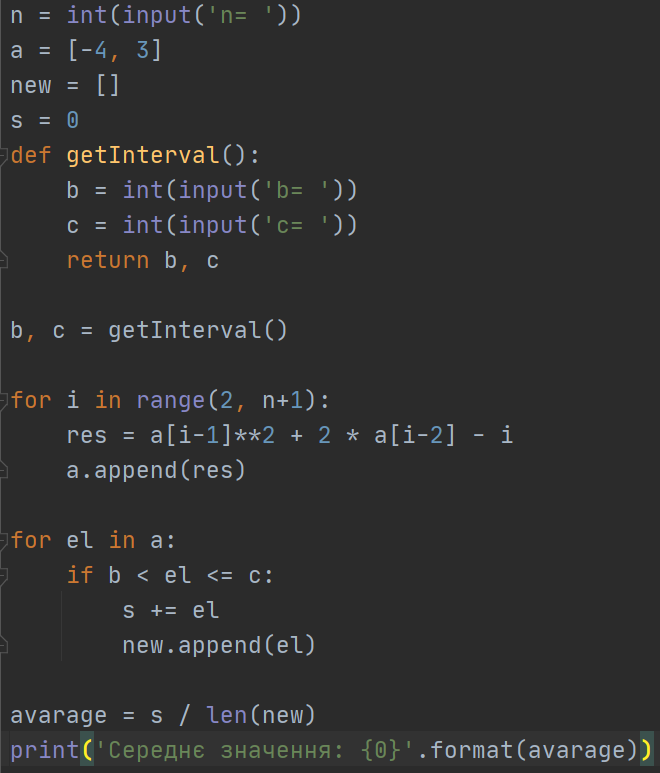 n = int(input('n= '))
a = [-4, 3]
new = []
s = 0
def getInterval():
    b = int(input('b= '))
    c = int(input('c= '))
    return b, c

b, c = getInterval()

for i in range(2, n+1):
    res = a[i-1]**2 + 2 * a[i-2] - i
    a.append(res)

for el in a:
    if b < el <= c:
        s += el
        new.append(el)

avarage = s / len(new)
print('Середнє значення: {0}'.format(avarage))